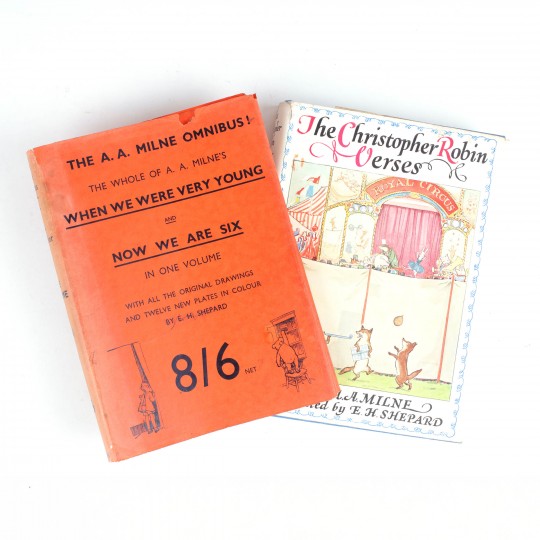 THE A. A. MILNE OMNIBUS!
THE WHOLE OF A. A. MILNE'S
WHEN WE WERE VERY YOUNG
AND
NOW WE ARE SIX
IN ONE VOLUME
WITH ALL THE ORIGINAL DRAWINGS
AND TWELVE NEW PLATES IN COLOUR
BY E. H. SHEPARD
8/6 NET
The Christopher Robin
Verses
ROYAL CIRCUS
A.A. MILNE
by E. H. SHEPARD